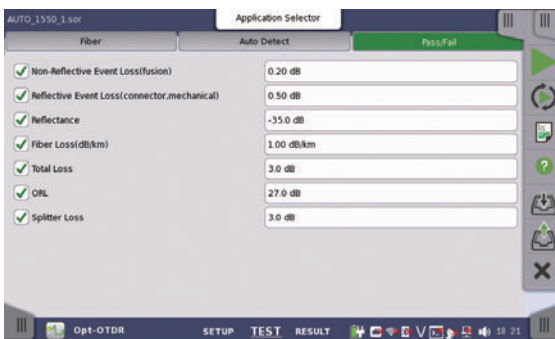 AUTO_1550_1.sor
Application Selector
Fiber Auto Detect Pass/Fail
Non-Reflective Event Loss(fusion) 0.20 dB
Reflective Event Loss(connector,mechanical) 0.50 dB
Reflectance -35.0 dB
Fiber Loss(dB/km) 1.00 dB/km
Total Loss 3.0 dB
ORL 27.0 dB
Splitter Loss 3.0 dB
Opt-OTDR SETUP TEST RESULT V 18 21